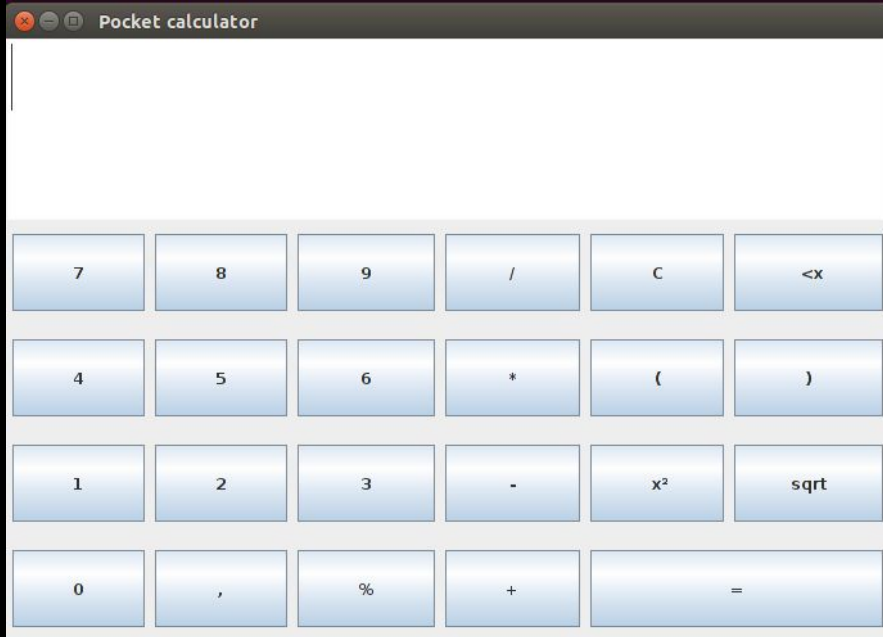 Pocket calculator
7 8 9 / C <x
4 5 6 * ( )
1 2 3 - x² sqrt
0 , % + =